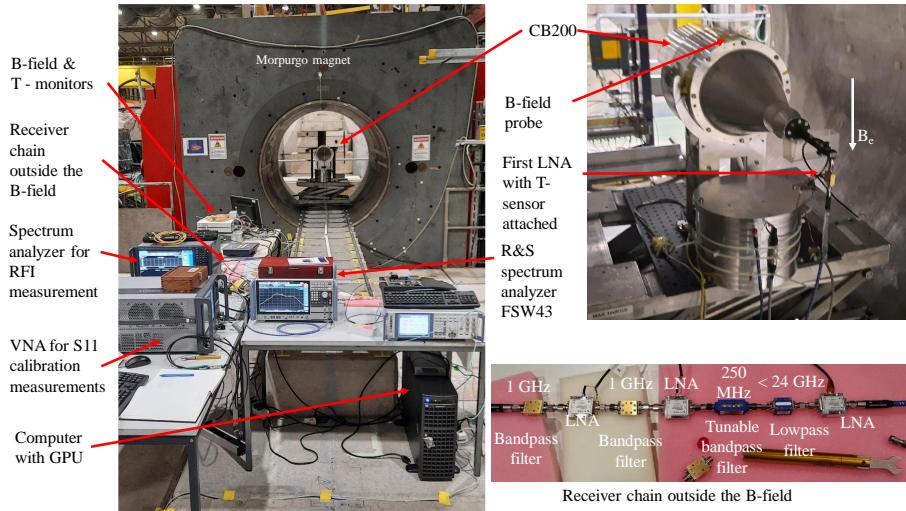 B-field &
T - monitors
Receiver
chain
outside the
B-field
Spectrum
analyzer for
RFI
measurement
VNA for S11
calibration
measurements
Computer
with GPU
Morpurgo magnet
CB200
B-field
probe
First LNA
with T-
sensor
attached
R&S
spectrum
analyzer
FSW43
Be
1 GHz
LNA
Bandpass
filter
1 GHz
Bandpass
filter
LNA
250
MHz
Tunable
bandpass
filter
< 24 GHz
Lowpass
filter
LNA
Receiver chain outside the B-field